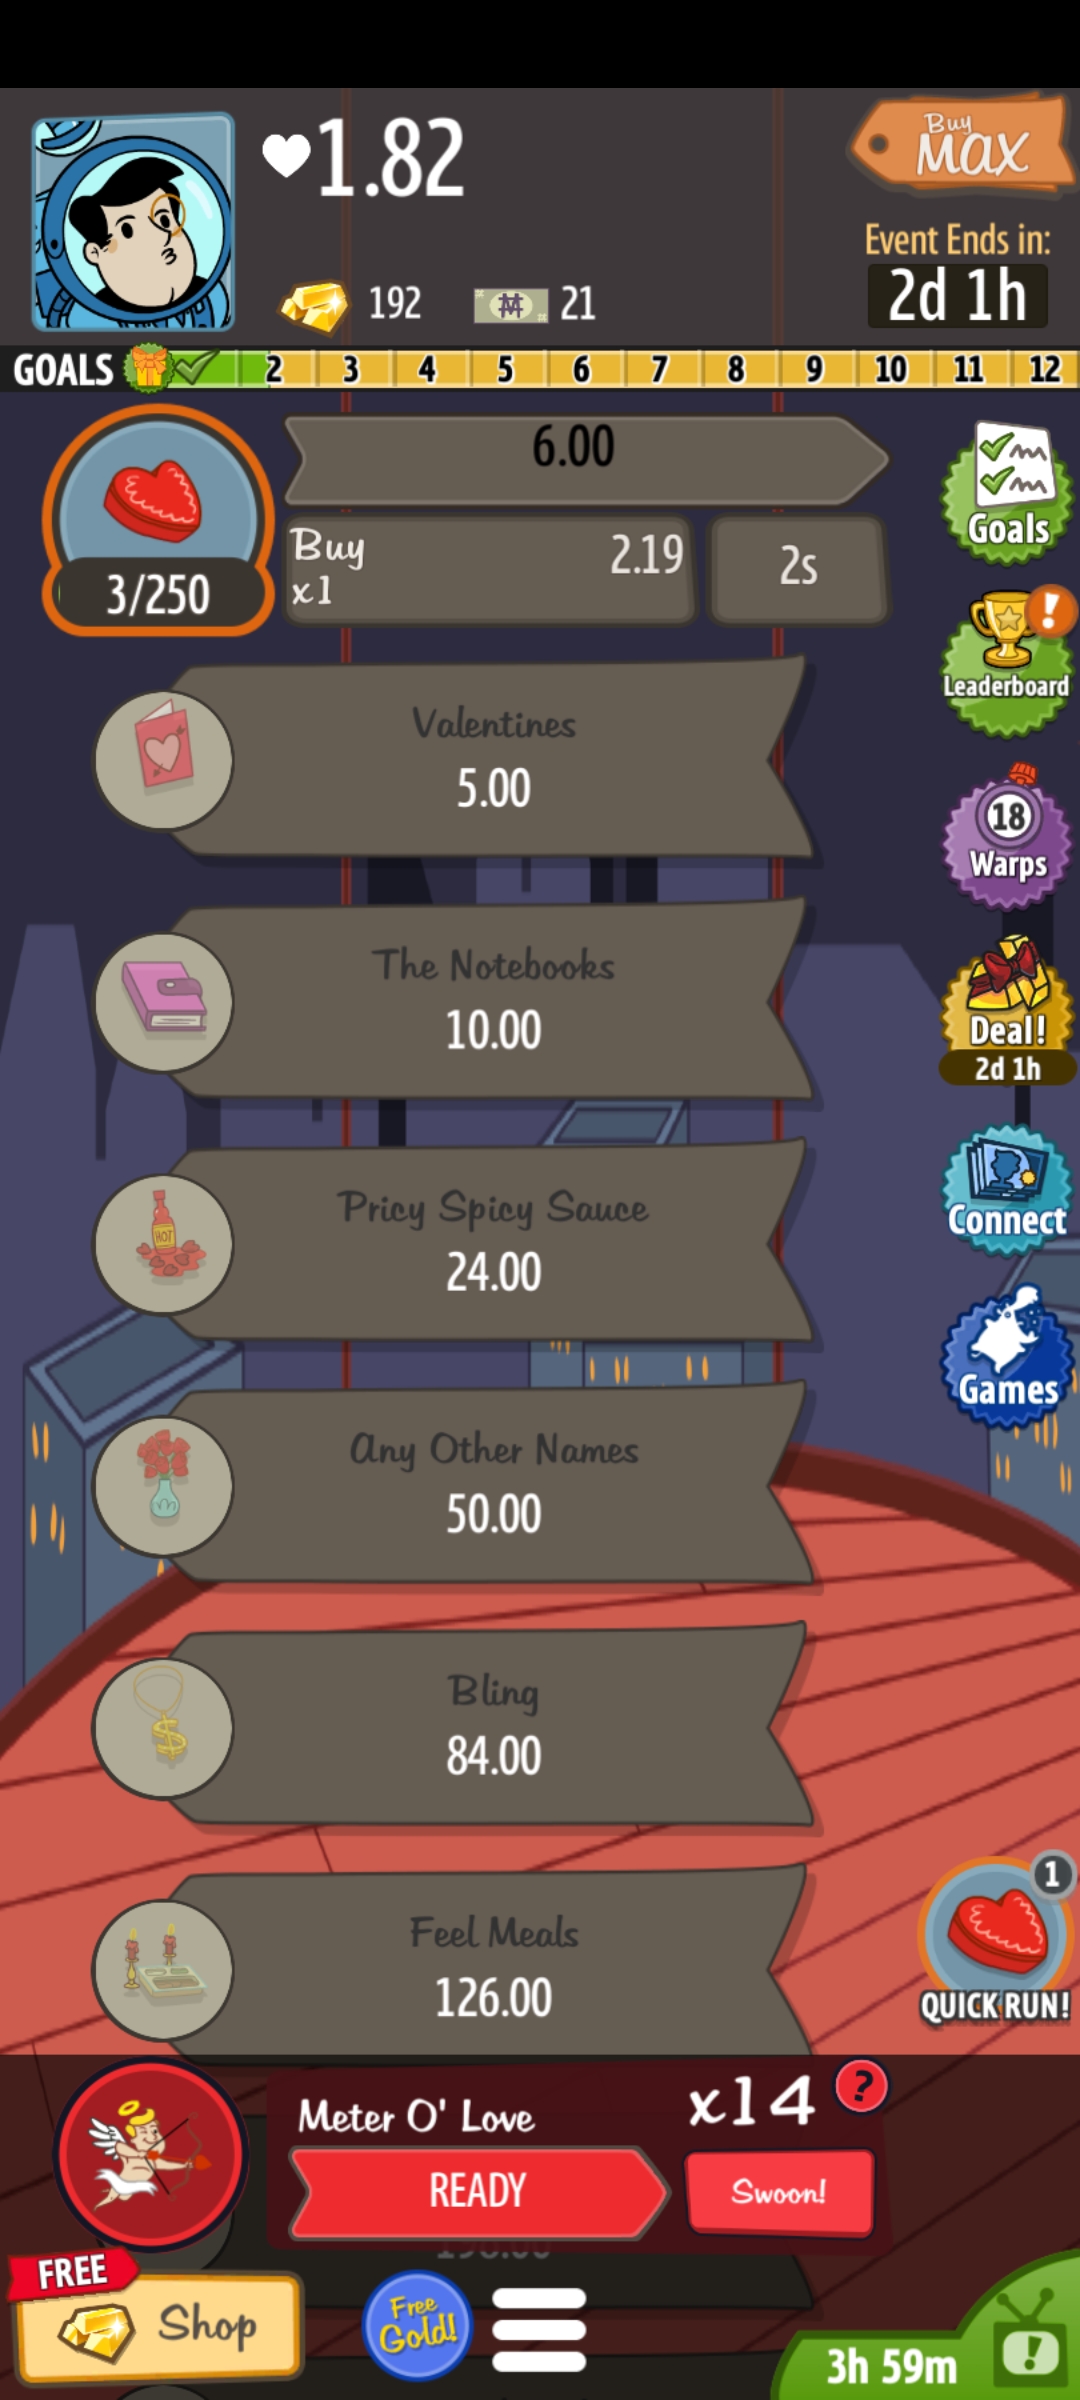 1.82
Buy
MAX
192
21
Event Ends in:
2d 1h
GOALS 2 3 4 5 6 7 8 9 10 11 12
6.00
3/250
Buy
x1
2.19
2s
Goals
!
Leaderboard
Valentines
5.00
18
Warps
The Notebooks
10.00
Deal!
2d 1h
Pricy Spicy Sauce
24.00
HOT
Connect
Any Other Names
50.00
Games
Bling
84.00
$
Feel Meals
126.00
1
QUICK RUN!
Meter O' Love
x14
?
READY
Swoon!
FREE
Shop
Free
Gold!
3h 59m
!